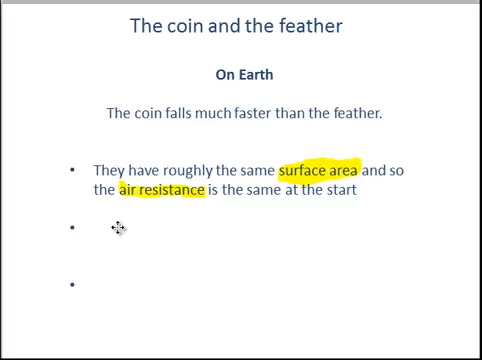 The coin and the feather
On Earth
The coin falls much faster than the feather.
• They have roughly the same surface area and so
the air resistance is the same at the start
•
•